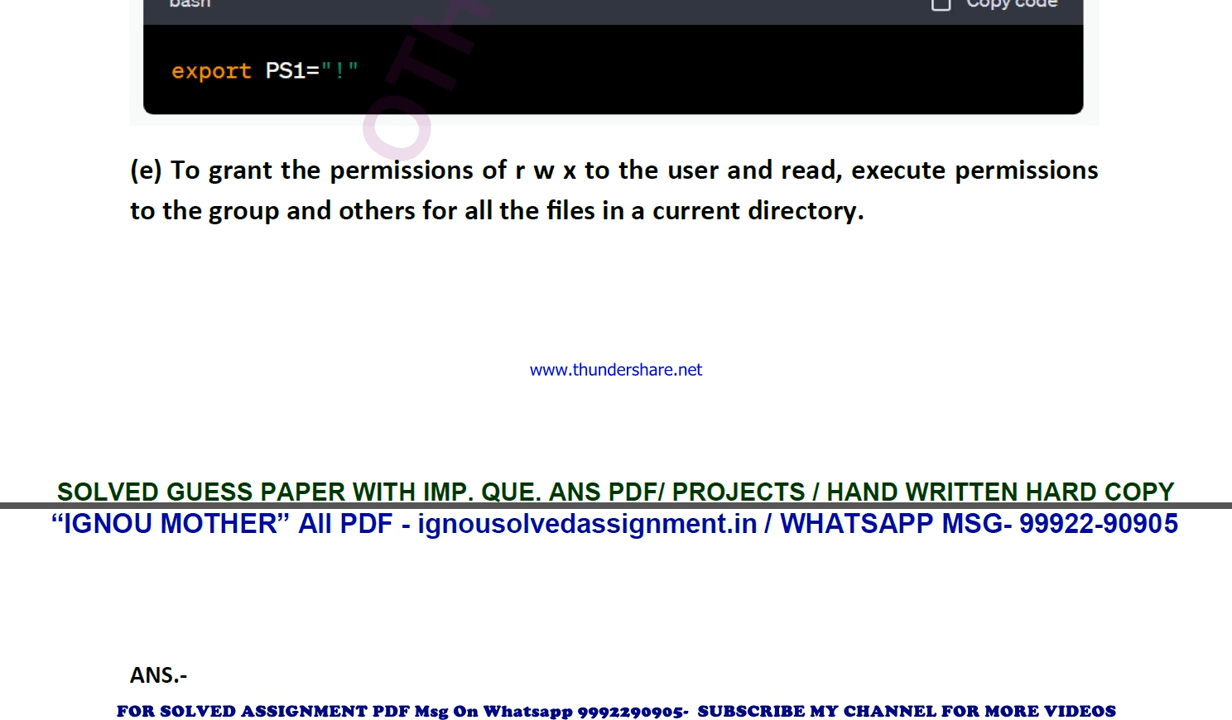 bash Copy code
export PS1="!"
OTH
(e) To grant the permissions of r w x to the user and read, execute permissions
to the group and others for all the files in a current directory.
www.thundershare.net
SOLVED GUESS PAPER WITH IMP. QUE. ANS PDF/ PROJECTS / HAND WRITTEN HARD COPY
“IGNOU MOTHER” All PDF - ignousolvedassignment.in / WHATSAPP MSG- 99922-90905
ANS.-
FOR SOLVED ASSIGNMENT PDF Msg On Whatsapp 9992290905- SUBSCRIBE MY CHANNEL FOR MORE VIDEOS